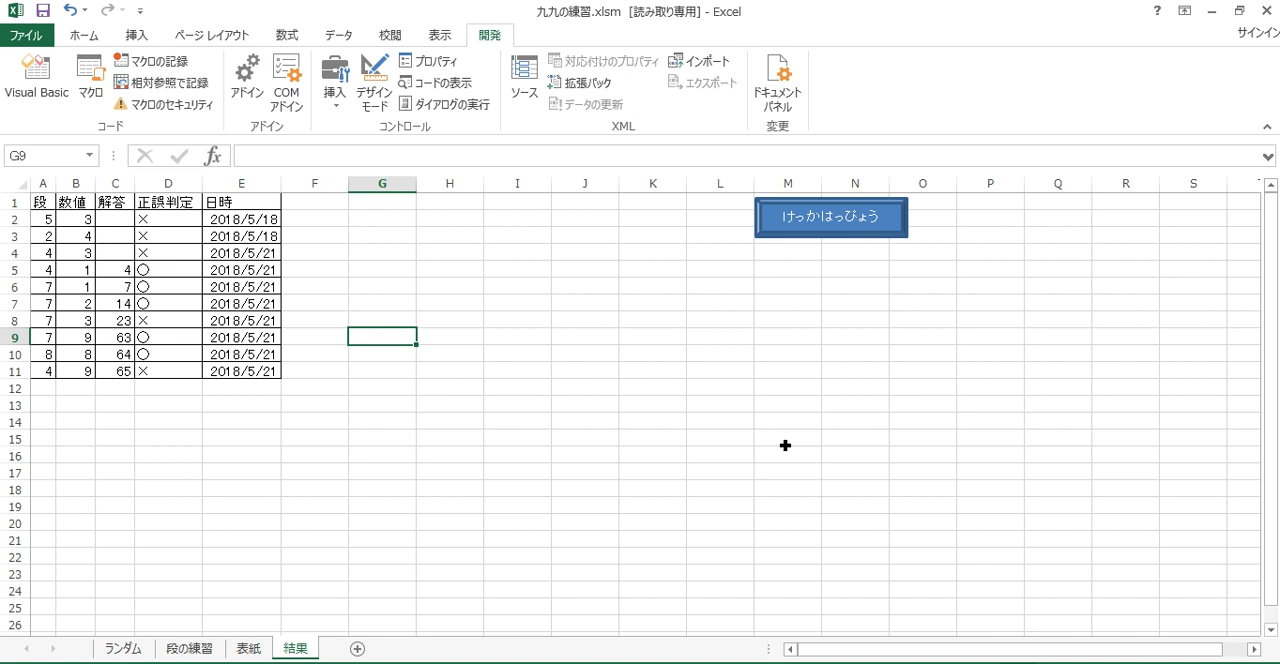 九九の練習.xlsm [読み取り専用] - Excel
?
ファイル ホーム 挿入 ページ レイアウト 数式 データ 校閲 表示 開発 サインイン
Visual Basic
マクロ
マクロの記録
相対参照で記録
マクロのセキュリティ
コード
アドイン
COM
アドイン
アドイン
挿入
デザイン
モード
プロパティ
コードの表示
ダイアログの実行
コントロール
ソース
対応付けのプロパティ
拡張パック
データの更新
インポート
エクスポート
XML
ドキュメント
パネル
変更
G9 fx
A B C D E F G H I J K L M N O P Q R S
1 段 数値 解答 正誤判定 日時
2 5 3 × 2018/5/18
3 2 4 × 2018/5/18
4 4 3 × 2018/5/21
5 4 1 4 ○ 2018/5/21
6 7 1 7 ○ 2018/5/21
7 7 2 14 ○ 2018/5/21
8 7 3 23 × 2018/5/21
9 7 9 63 ○ 2018/5/21
10 8 8 64 ○ 2018/5/21
11 4 9 65 × 2018/5/21
けっかはっぴょう
12
13
14
15
16
17
18
19
20
21
22
23
24
25
26
ランダム 段の練習 表紙 結果